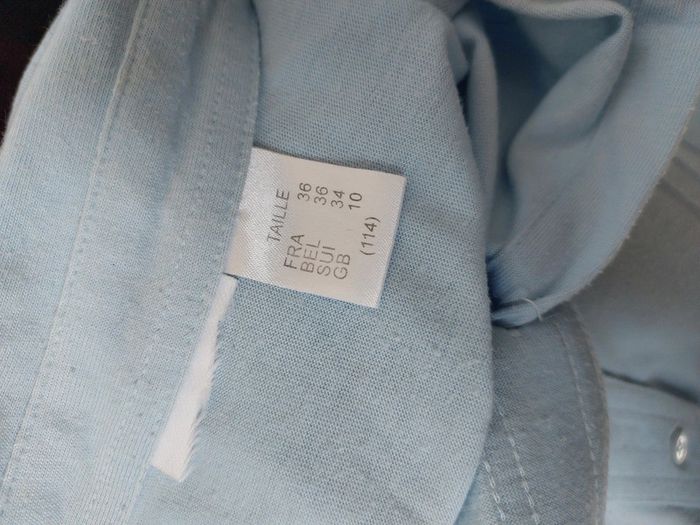 TAILLE
FRA 36
BEL 36
SUI 34
GB 10
(114)